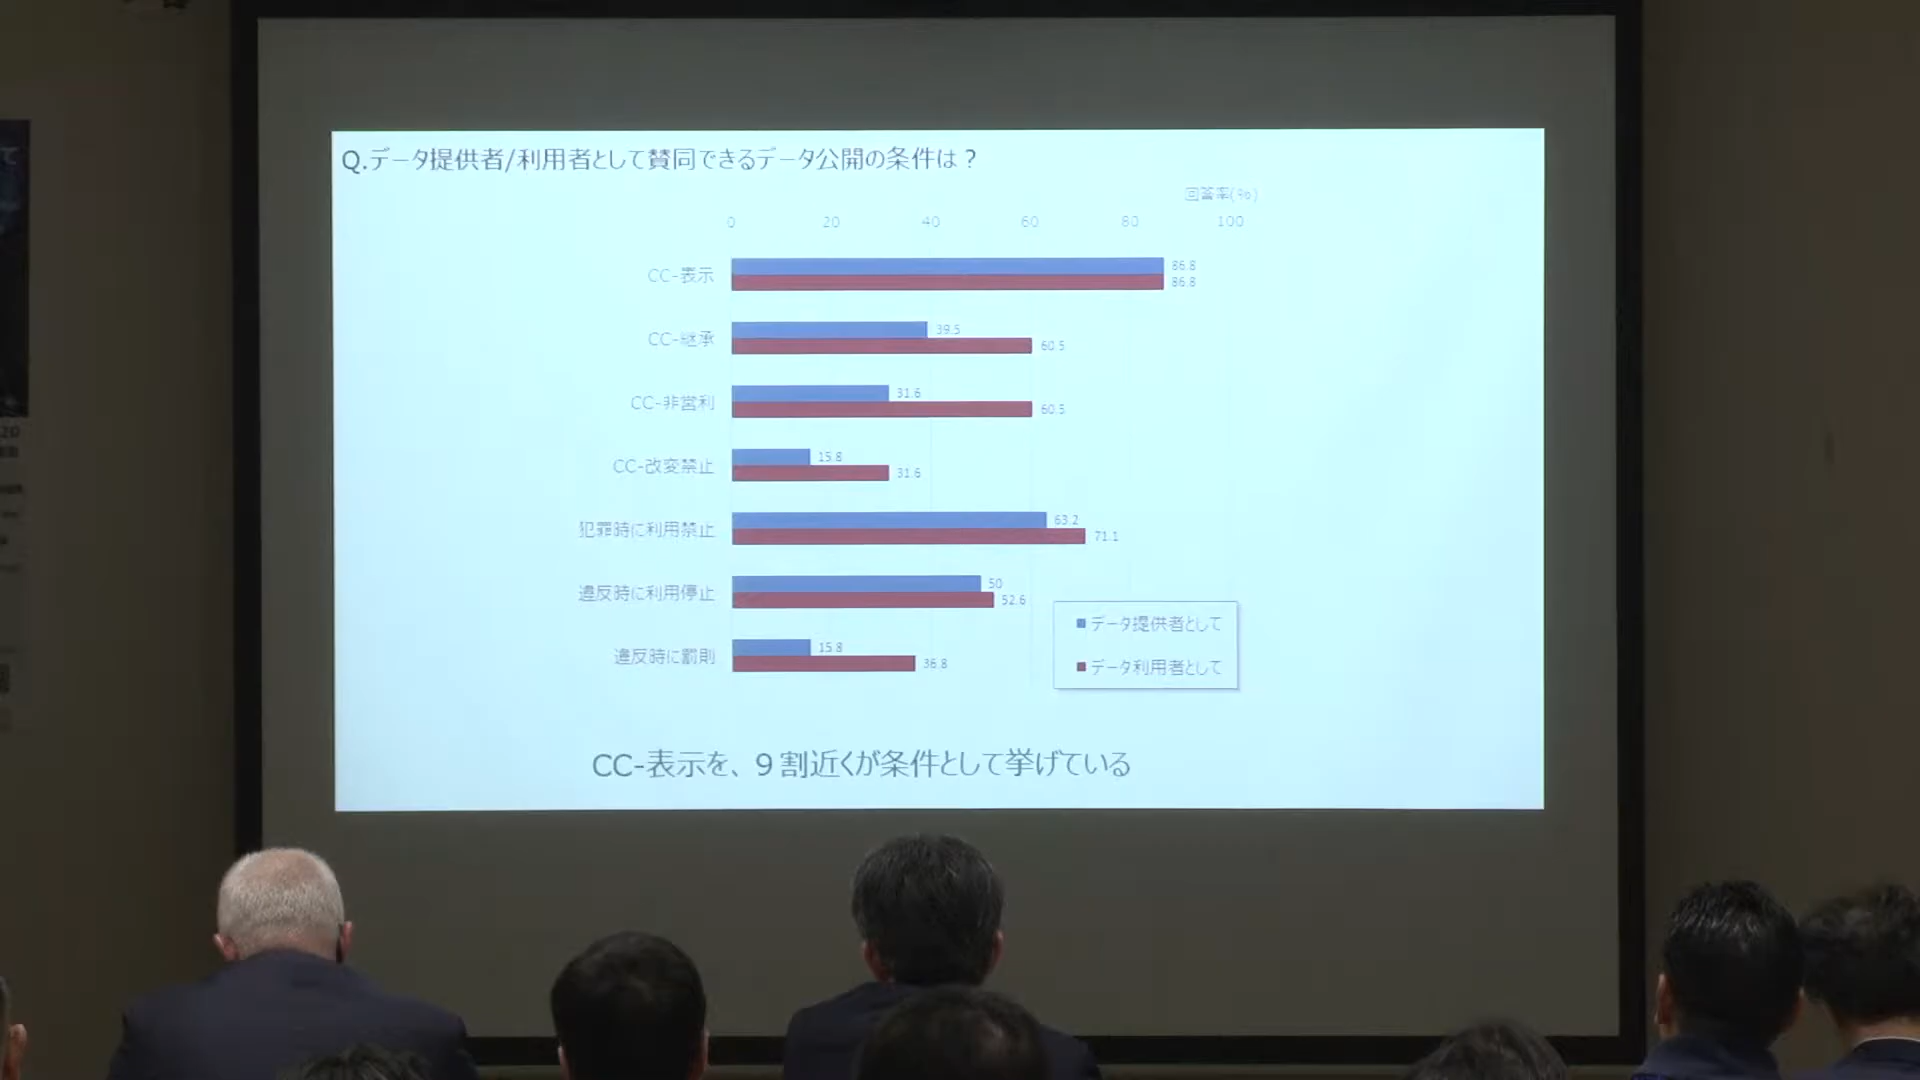 Q.データ提供者/利用者として賛同できるデータ公開の条件は？
回答率(%)
0 20 40 60 80 100
CC-表示 86.8
86.8
CC-継承 39.5
60.5
CC-非営利 31.6
60.5
CC-改変禁止 15.8
31.6
犯罪時に利用禁止 63.2
71.1
違反時に利用停止 50
52.6
違反時に罰則 15.8
36.8
データ提供者として
データ利用者として
CC-表示を、９割近くが条件として挙げている